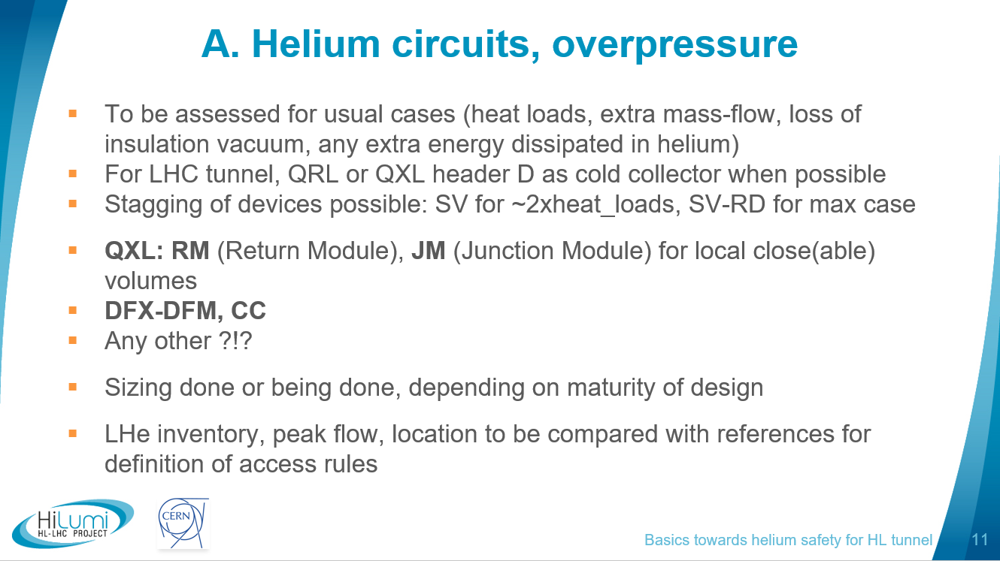 A. Helium circuits, overpressure
▪ To be assessed for usual cases (heat loads, extra mass-flow, loss of
insulation vacuum, any extra energy dissipated in helium)
▪ For LHC tunnel, QRL or QXL header D as cold collector when possible
▪ Stagging of devices possible: SV for ~2xheat_loads, SV-RD for max case
▪ QXL: RM (Return Module), JM (Junction Module) for local close(able)
volumes
▪ DFX-DFM, CC
▪ Any other ?!?
▪ Sizing done or being done, depending on maturity of design
▪ LHe inventory, peak flow, location to be compared with references for
definition of access rules
HiLumi
HL-LHC PROJECT
CERN
Basics towards helium safety for HL tunnel
11